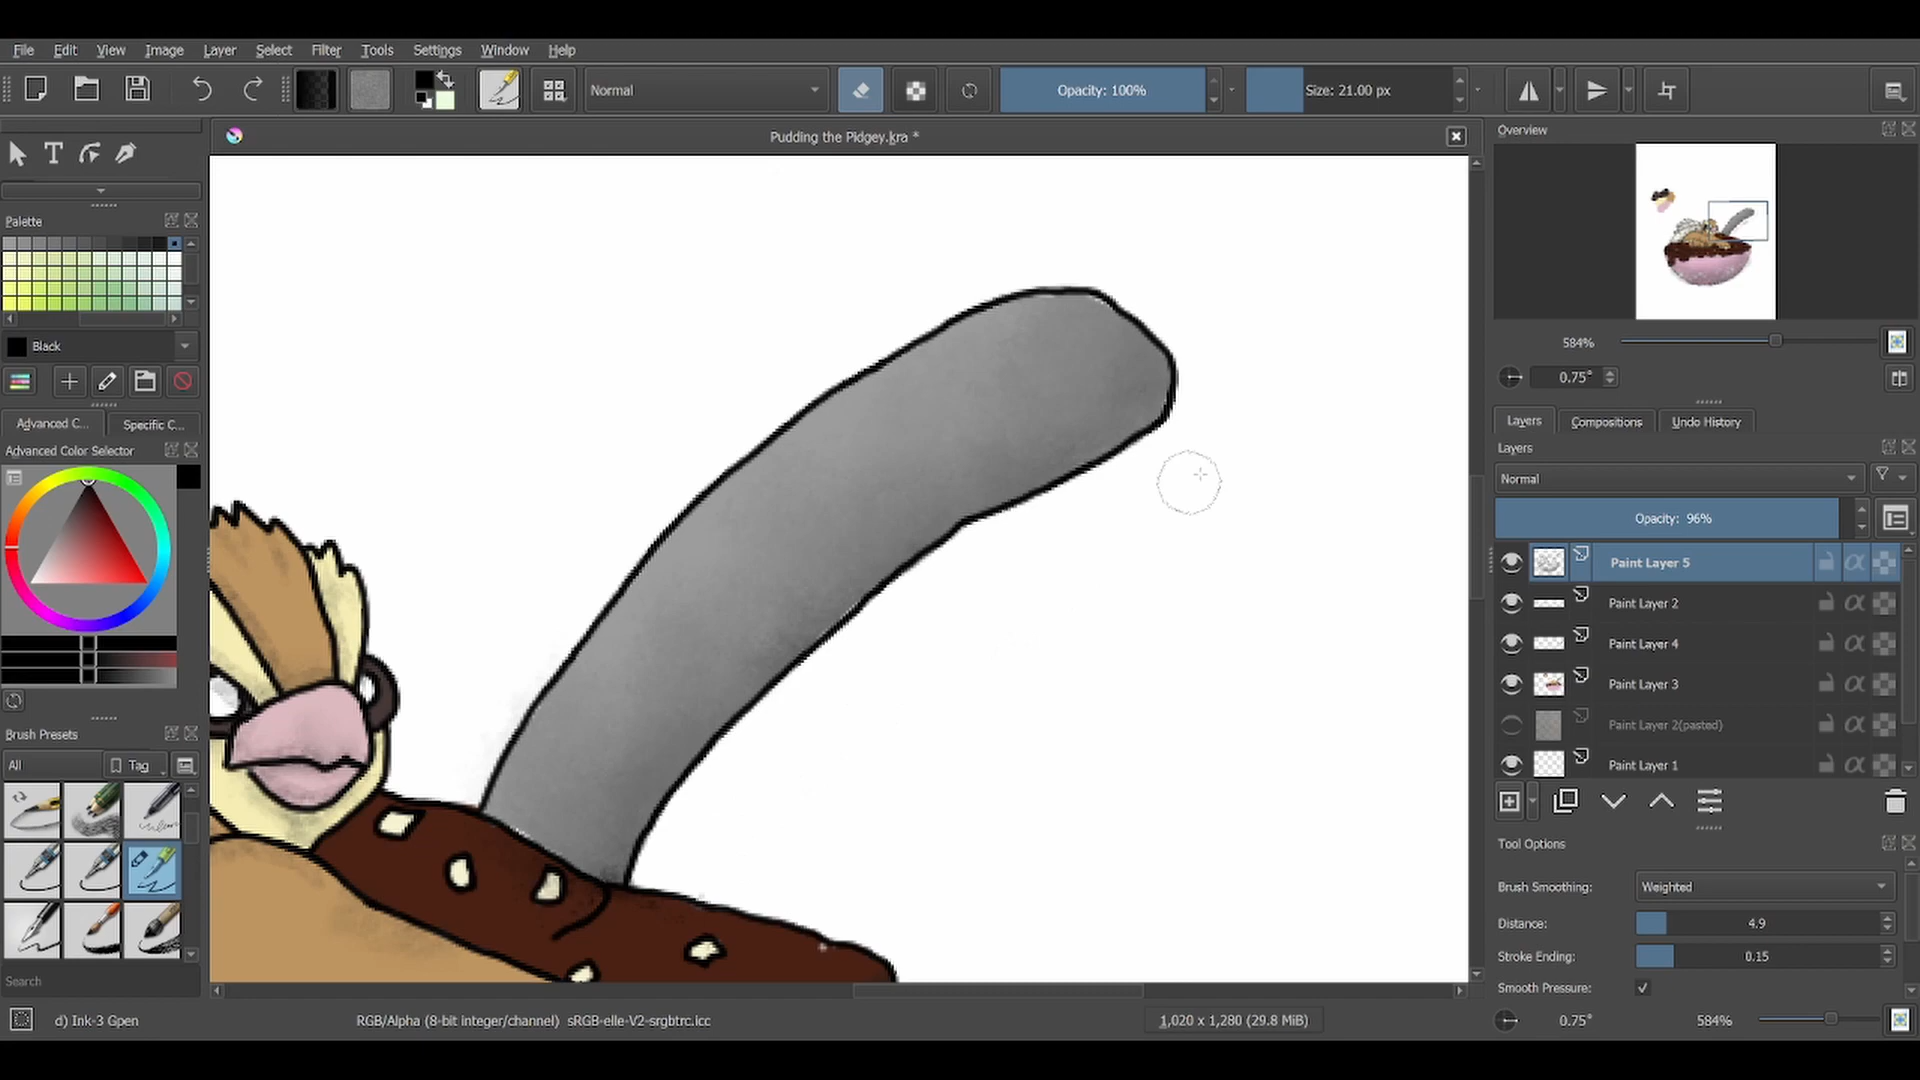 File Edit View Image Layer Select Filter Tools Settings Window Help
Normal Opacity: 100% Size: 21.00 px
Pudding the Pidgey.kra *
Overview
Palette
584%
Black
0.75°
Advanced C... Specific C...
Layers Compositions Undo History
Advanced Color Selector
Layers
Normal
Opacity: 96%
Paint Layer 5
Paint Layer 2
Paint Layer 4
Paint Layer 3
Paint Layer 2(pasted)
Paint Layer 1
Brush Presets
All Tag
Tool Options
Brush Smoothing: Weighted
Distance: 4.9
Stroke Ending: 0.15
Smooth Pressure:
Search
d) Ink-3 Gpen RGB/Alpha (8-bit integer/channel) sRGB-elle-V2-srgbtrc.icc 1,020 x 1,280 (29.8 MiB) 0.75° 584%